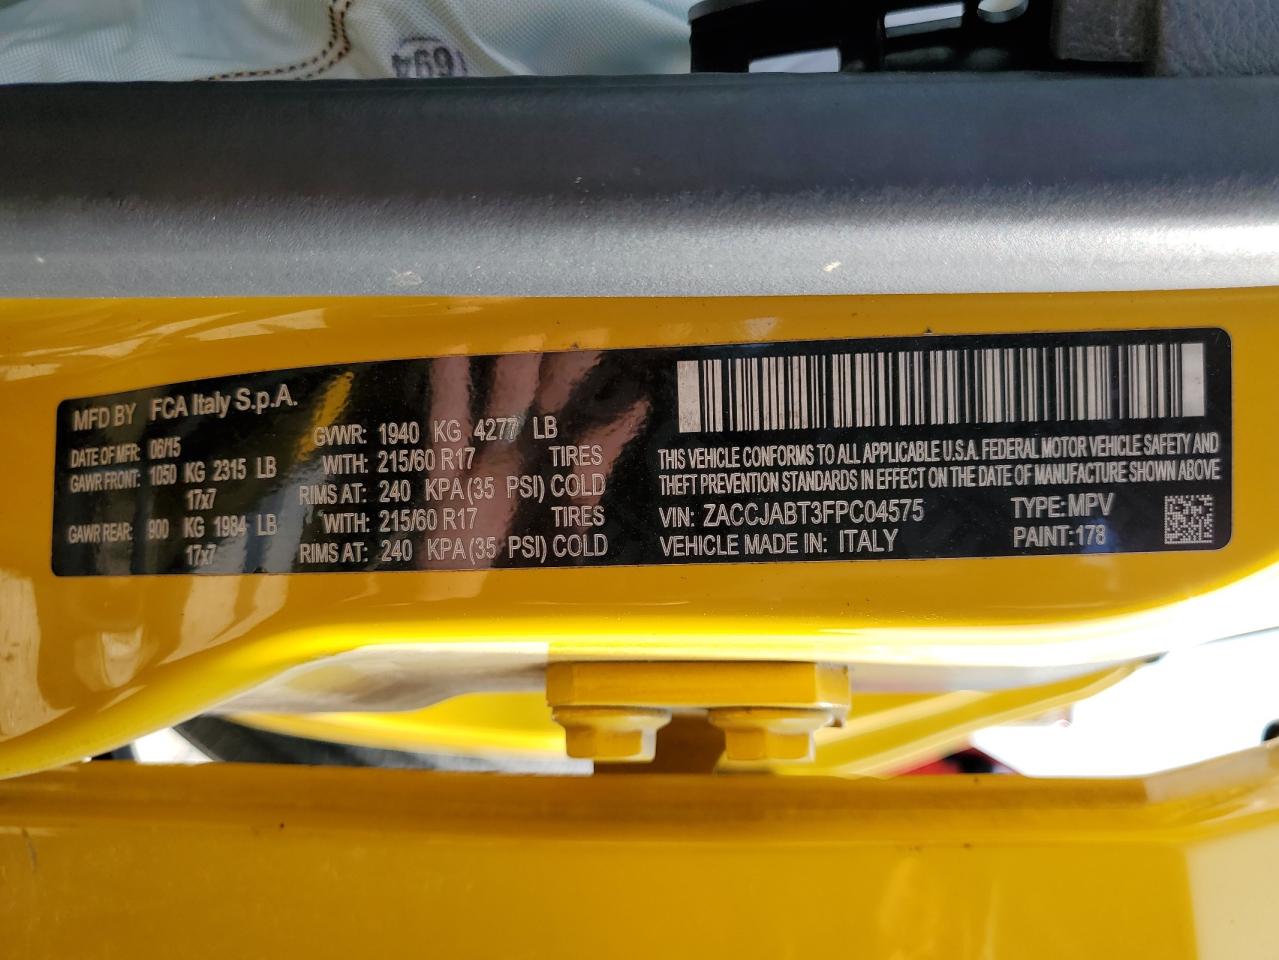 1694
MFD BY FCA Italy S.p.A.
DATE OF MFR: 06/15 GVWR: 1940 KG 4277 LB
GAWR FRONT: 1050 KG 2315 LB WITH: 215/60 R17 TIRES
17x7 RIMS AT: 240 KPA(35 PSI) COLD
GAWR REAR: 900 KG 1984 LB WITH: 215/60 R17 TIRES
17x7 RIMS AT: 240 KPA(35 PSI) COLD
THIS VEHICLE CONFORMS TO ALL APPLICABLE U.S.A. FEDERAL MOTOR VEHICLE SAFETY AND
THEFT PREVENTION STANDARDS IN EFFECT ON THE DATE OF MANUFACTURE SHOWN ABOVE
VIN: ZACCJABT3FPC04575 TYPE: MPV
VEHICLE MADE IN: ITALY PAINT:178